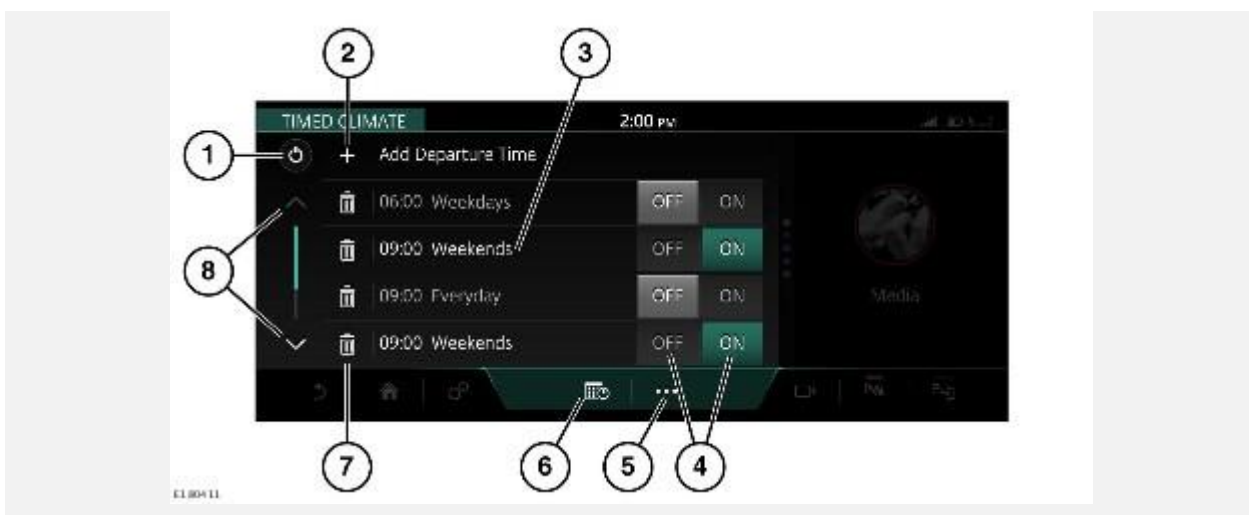 2
3
TIMED CLIMATE 2:00 PM
1
+ Add Departure Time
06:00 Weekdays OFF ON
09:00 Weekends OFF ON
8
09:00 Everyday OFF ON
Media
09:00 Weekends OFF ON
7
6
5
4
E180411